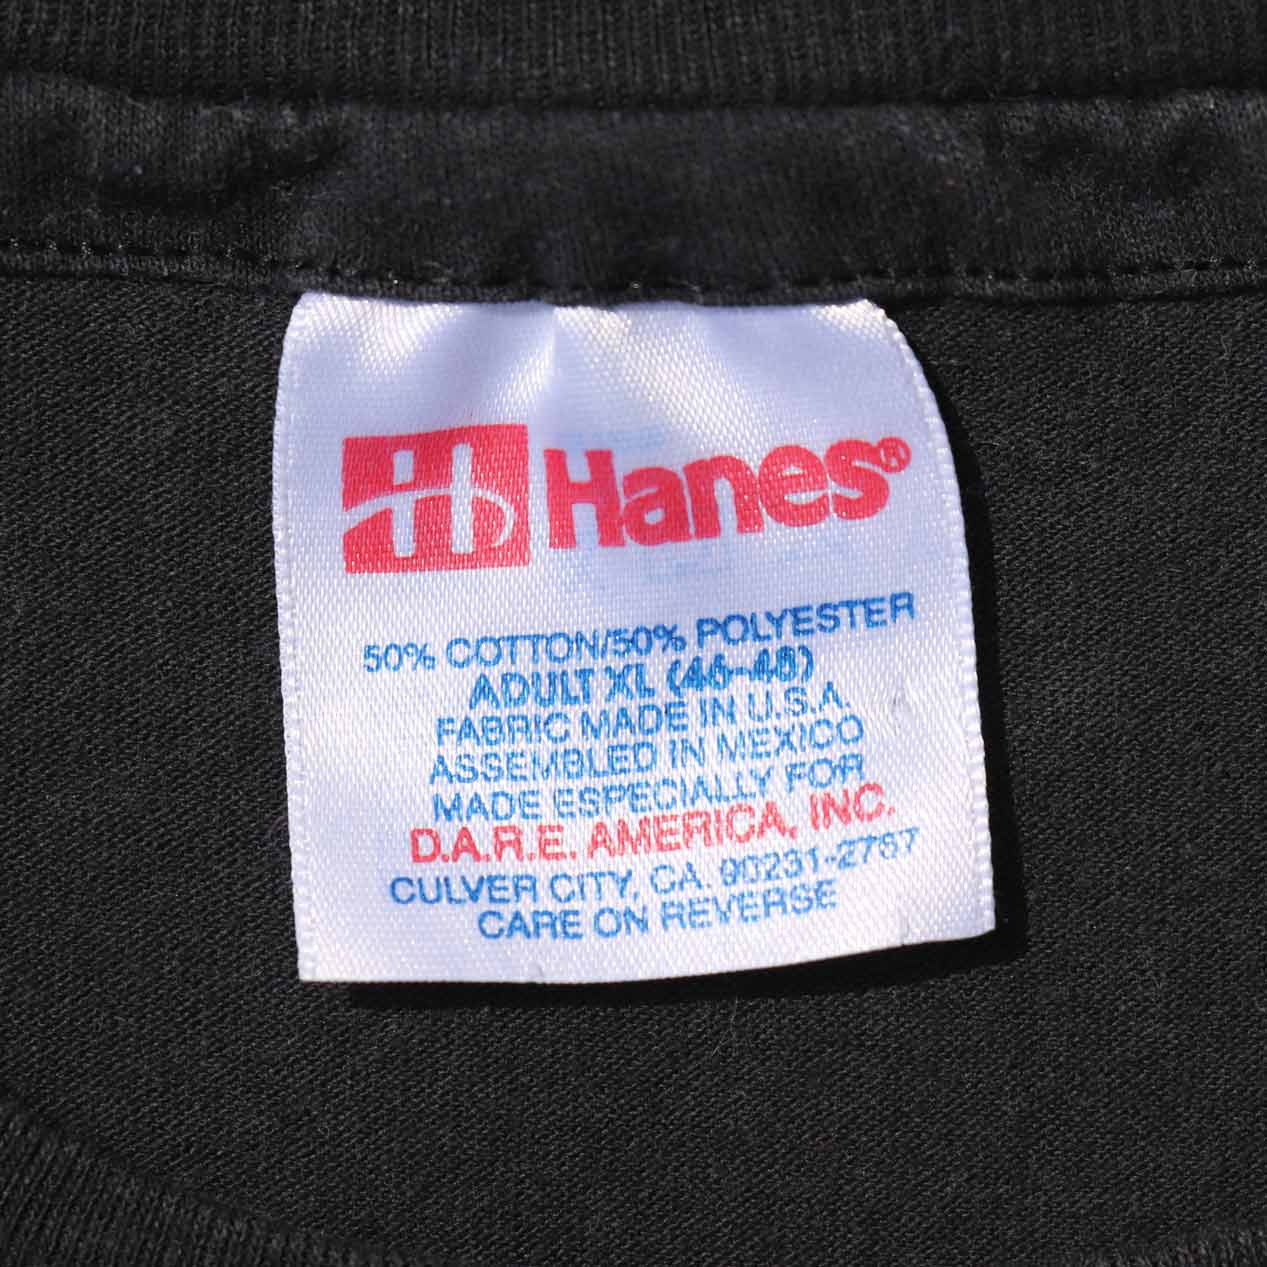 Hanes®
50% COTTON/50% POLYESTER
ADULT XL (46-48)
FABRIC MADE IN U.S.A.
ASSEMBLED IN MEXICO
MADE ESPECIALLY FOR
D.A.R.E. AMERICA, INC.
CULVER CITY, CA. 90231-2787
CARE ON REVERSE